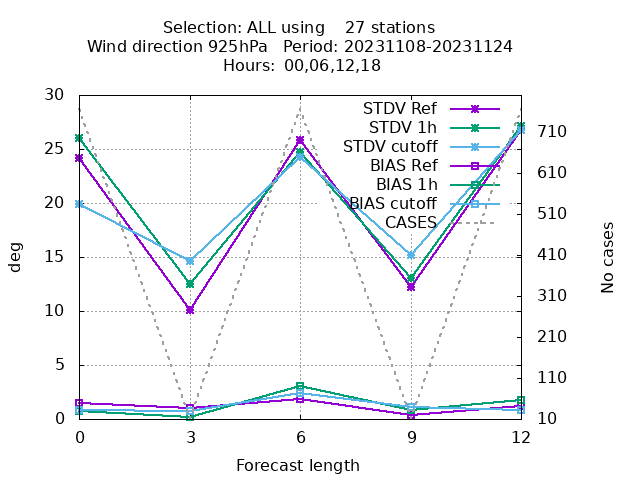 Selection: ALL using    27 stations
Wind direction 925hPa   Period: 20231108-20231124
Hours: 00,06,12,18
30
25
20
15
10
5
0
deg
STDV Ref
STDV 1h
STDV cutoff
BIAS Ref
BIAS 1h
BIAS cutoff
CASES
710
610
510
410
310
210
110
10
No cases
0 3 6 9 12
Forecast length